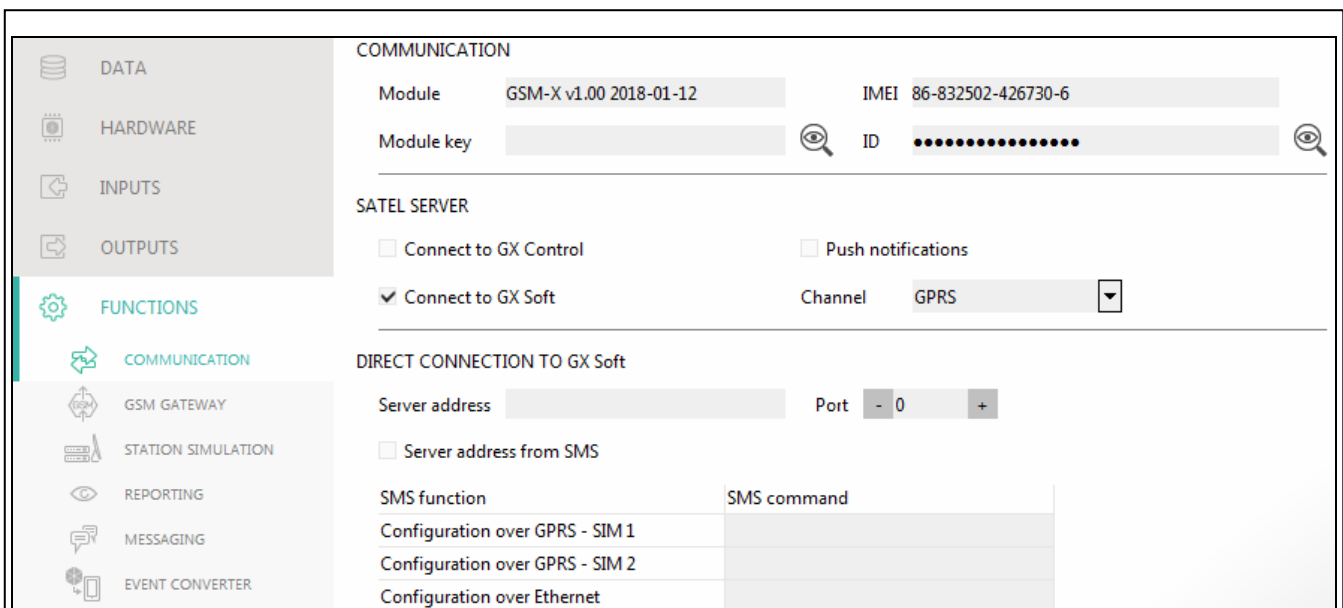 DATA
HARDWARE
INPUTS
OUTPUTS
FUNCTIONS
COMMUNICATION
GSM GATEWAY
STATION SIMULATION
REPORTING
MESSAGING
EVENT CONVERTER
COMMUNICATION
Module GSM-X v1.00 2018-01-12 IMEI 86-832502-426730-6
Module key ID ••••••••••••••••
SATEL SERVER
Connect to GX Control Push notifications
Connect to GX Soft Channel GPRS
DIRECT CONNECTION TO GX Soft
Server address Port - 0 +
Server address from SMS
SMS function SMS command
Configuration over GPRS - SIM 1
Configuration over GPRS - SIM 2
Configuration over Ethernet